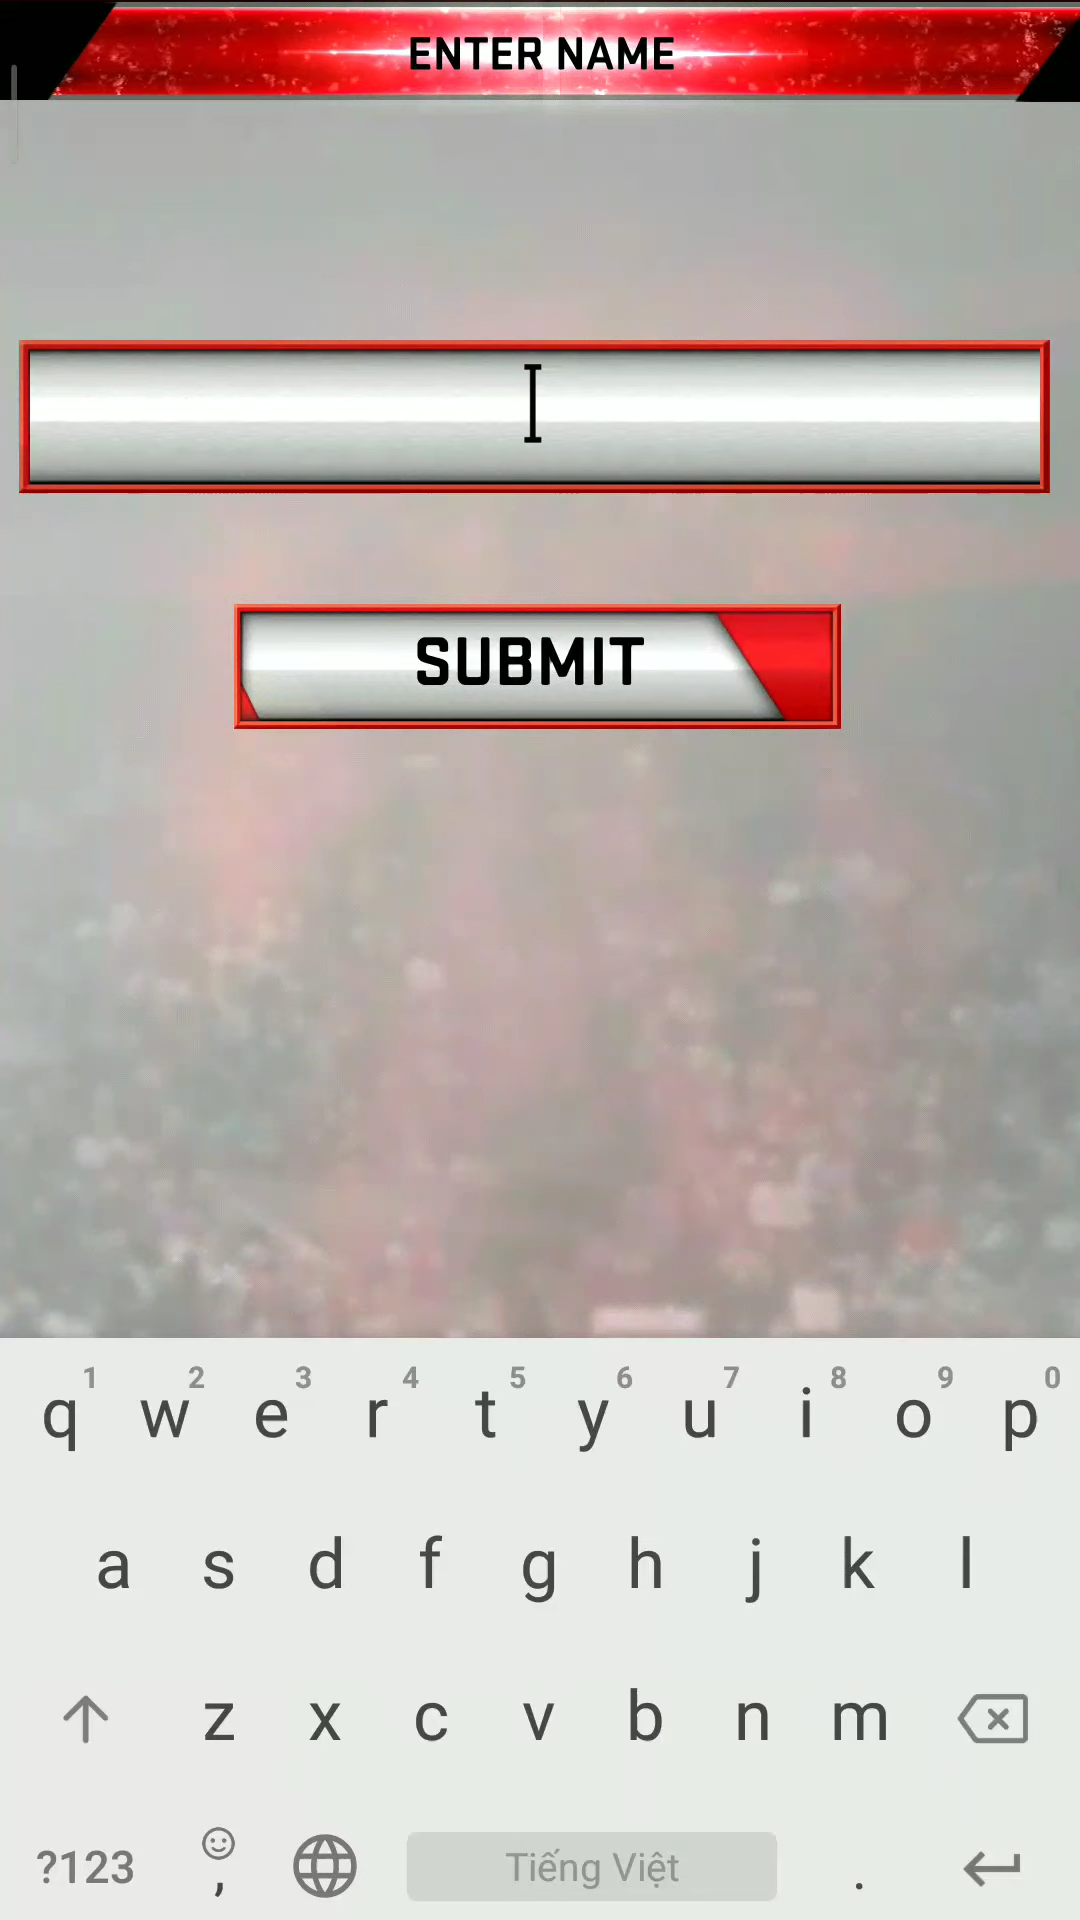 ENTER NAME
SUBMIT
1 2 3 4 5 6 7 8 9 0
q w e r t y u i o p
a s d f g h j k l
z x c v b n m
?123 , Tiếng Việt .